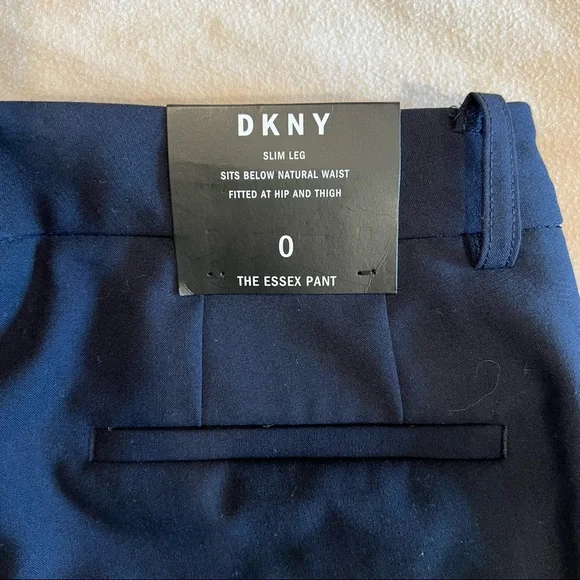 DKNY
SLIM LEG
SITS BELOW NATURAL WAIST
FITTED AT HIP AND THIGH
0
THE ESSEX PANT